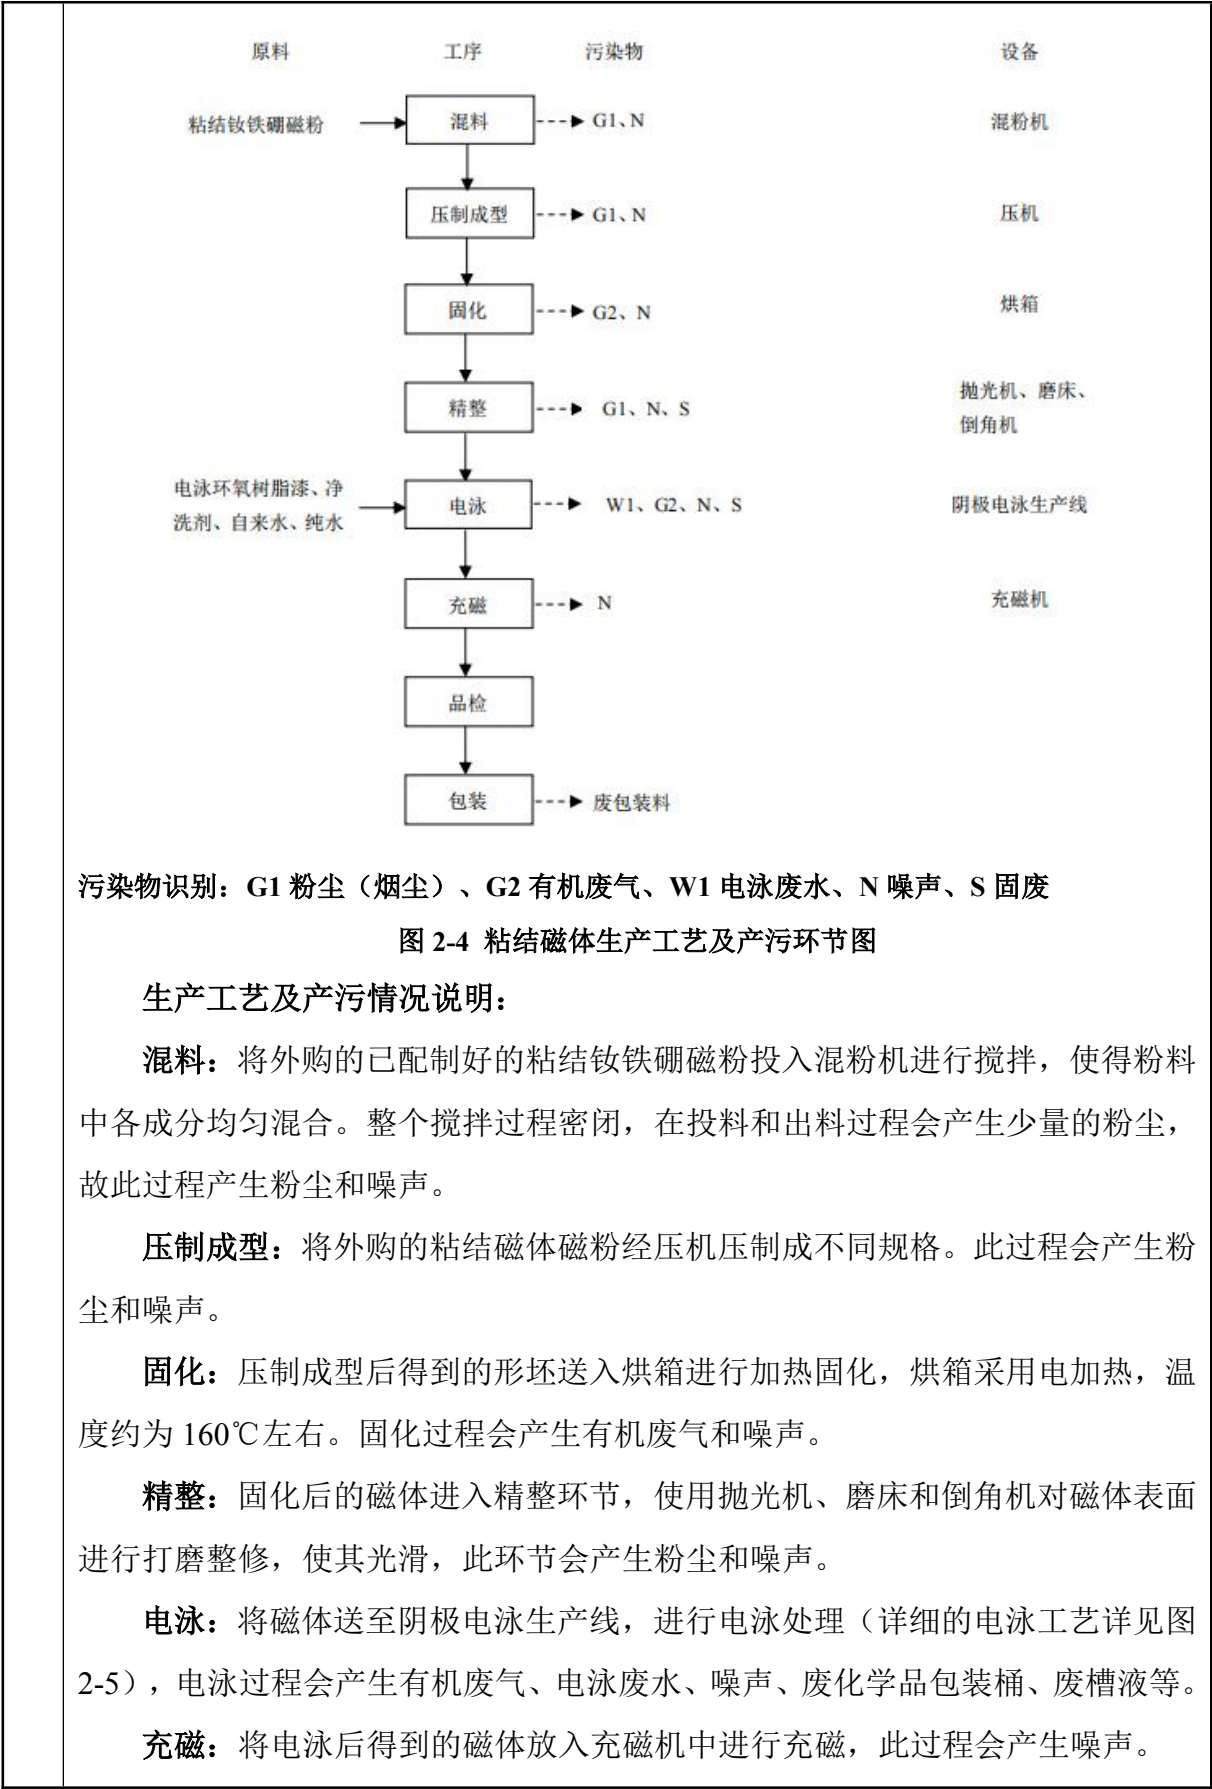 原料 工序 污染物 设备
粘结钕铁硼磁粉 混料 G1、N 混粉机
压制成型 G1、N 压机
固化 G2、N 烘箱
精整 G1、N、S 抛光机、磨床、
倒角机
电泳环氧树脂漆、净
洗剂、自来水、纯水 电泳 W1、G2、N、S 阴极电泳生产线
充磁 N 充磁机
品检
包装 废包装料
污染物识别：G1 粉尘（烟尘）、G2 有机废气、W1 电泳废水、N 噪声、S 固废
图 2-4 粘结磁体生产工艺及产污环节图
生产工艺及产污情况说明：
混料：将外购的已配制好的粘结钕铁硼磁粉投入混粉机进行搅拌，使得粉料
中各成分均匀混合。整个搅拌过程密闭，在投料和出料过程会产生少量的粉尘，
故此过程产生粉尘和噪声。
压制成型：将外购的粘结磁体磁粉经压机压制成不同规格。此过程会产生粉
尘和噪声。
固化：压制成型后得到的形坯送入烘箱进行加热固化，烘箱采用电加热，温
度约为 160℃左右。固化过程会产生有机废气和噪声。
精整：固化后的磁体进入精整环节，使用抛光机、磨床和倒角机对磁体表面
进行打磨整修，使其光滑，此环节会产生粉尘和噪声。
电泳：将磁体送至阴极电泳生产线，进行电泳处理（详细的电泳工艺详见图
2-5），电泳过程会产生有机废气、电泳废水、噪声、废化学品包装桶、废槽液等。
充磁：将电泳后得到的磁体放入充磁机中进行充磁，此过程会产生噪声。